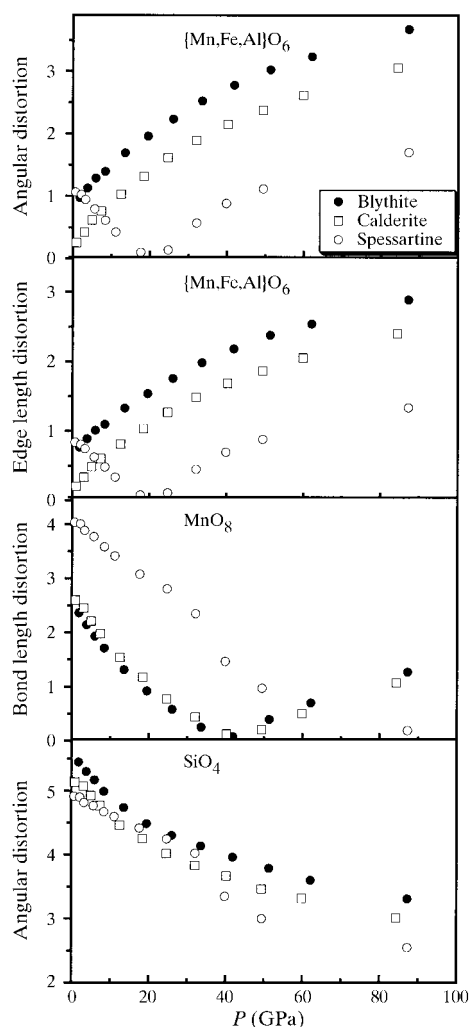 {Mn,Fe,Al}O6
Angular distortion
3
2
1
0
Blythite
Calderite
Spessartine
{Mn,Fe,Al}O6
Edge length distortion
3
2
1
0
MnO8
Bond length distortion
4
3
2
1
0
SiO4
Angular distortion
5
4
3
2
0 20 40 60 80 100
P (GPa)